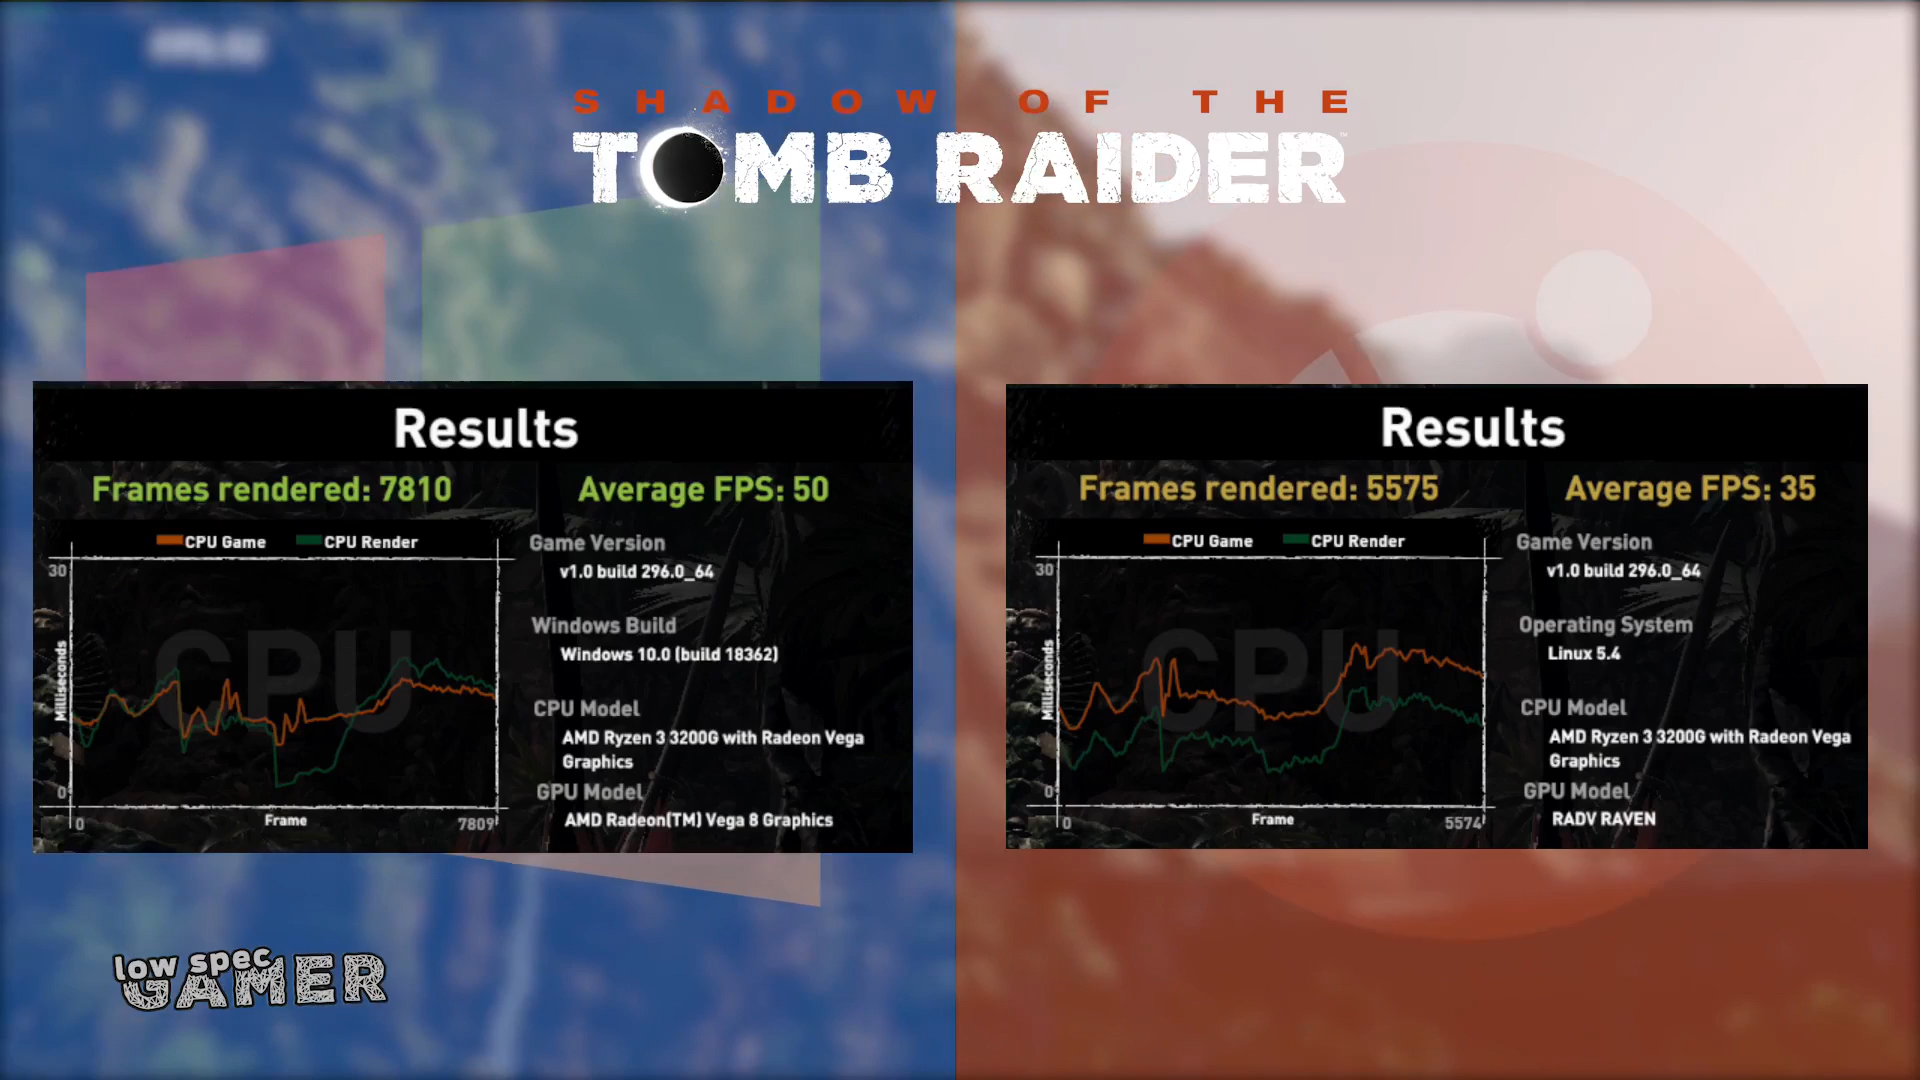 SHADOW OF THE
TOMB RAIDER™
Results
Frames rendered: 7810
Average FPS: 50
CPU Game
CPU Render
30
CPU
Milliseconds
0
0
Frame
7809
Game Version
v1.0 build 296.0_64
Windows Build
Windows 10.0 (build 18362)
CPU Model
AMD Ryzen 3 3200G with Radeon Vega
Graphics
GPU Model
AMD Radeon(TM) Vega 8 Graphics
Results
Frames rendered: 5575
Average FPS: 35
CPU Game
CPU Render
30
CPU
Milliseconds
0
0
Frame
5574
Game Version
v1.0 build 296.0_64
Operating System
Linux 5.4
CPU Model
AMD Ryzen 3 3200G with Radeon Vega
Graphics
GPU Model
RADV RAVEN
low spec
GAMER